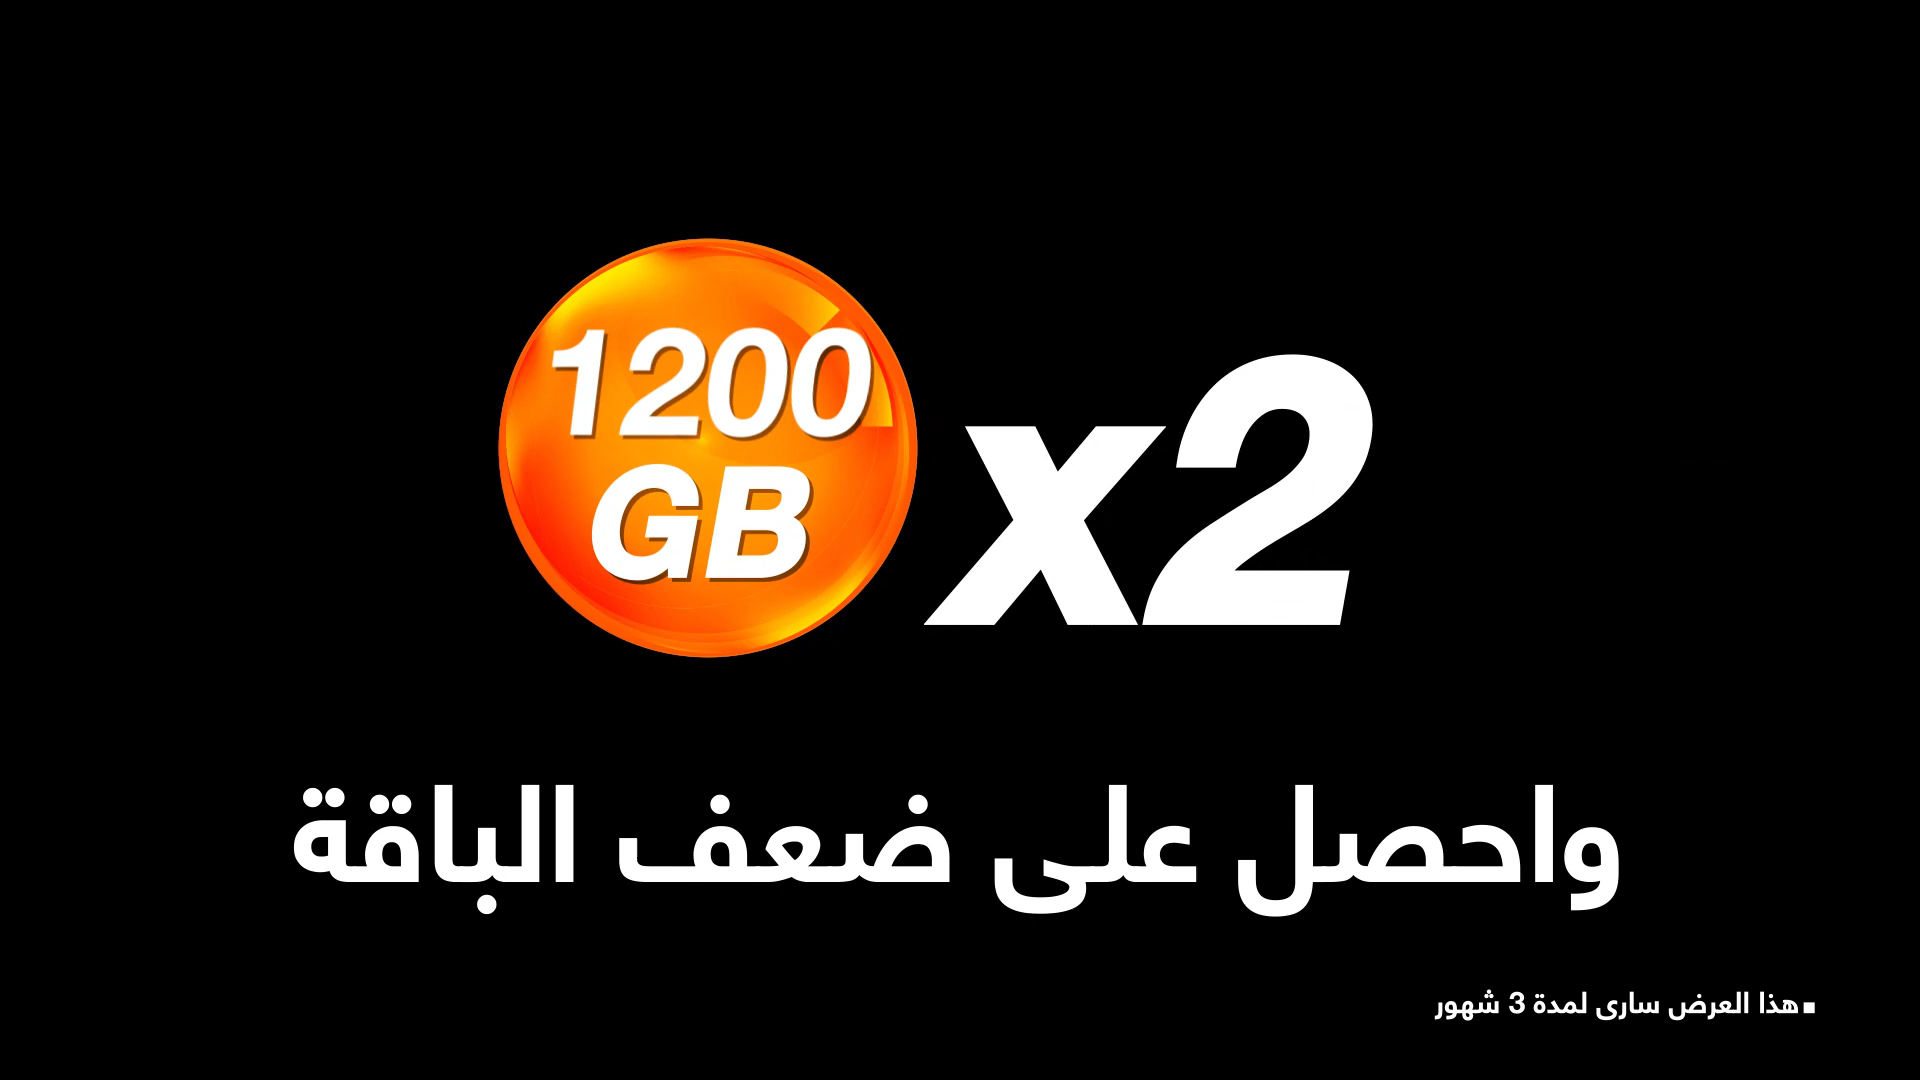 1200
GB
x2
واحصل على ضعف الباقة
▪هذا العرض سارى لمدة 3 شهور